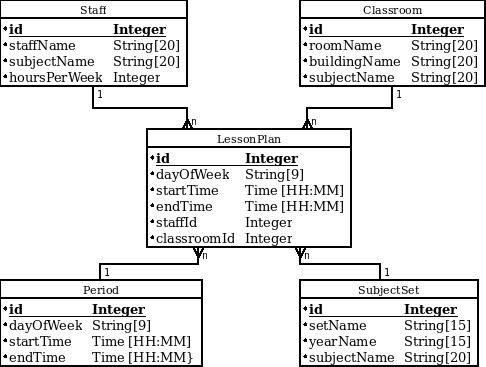 Staff
id Integer
staffName String[20]
subjectName String[20]
hoursPerWeek Integer
Classroom
id Integer
roomName String[20]
buildingName String[20]
subjectName String[20]
1
1
n
n
LessonPlan
id Integer
dayOfWeek String[9]
startTime Time [HH:MM]
endTime Time [HH:MM]
staffId Integer
classroomId Integer
n
n
1
1
Period
id Integer
dayOfWeek String[9]
startTime Time [HH:MM]
endTime Time [HH:MM}
SubjectSet
id Integer
setName String[15]
yearName String[15]
subjectName String[20]